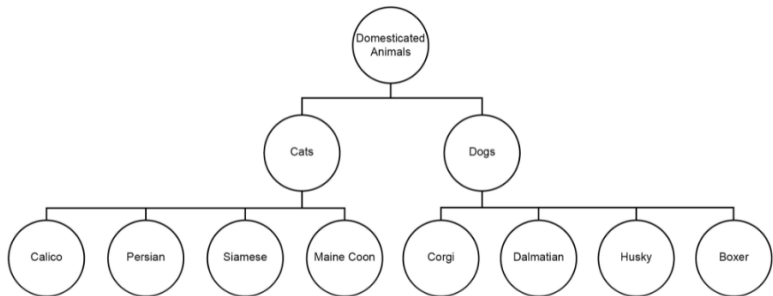 Domesticated
Animals
Cats
Dogs
Calico
Persian
Siamese
Maine Coon
Corgi
Dalmatian
Husky
Boxer